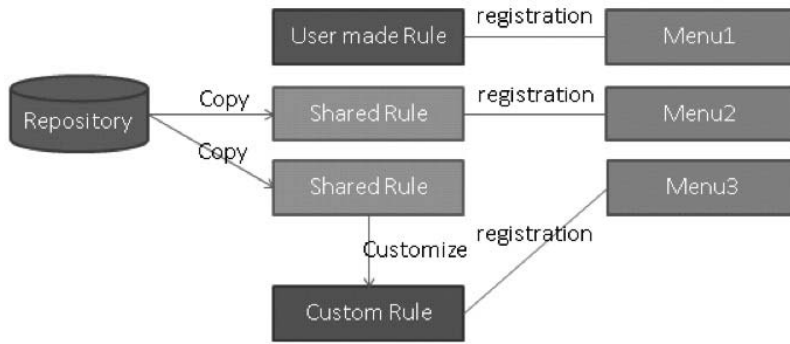 User made Rule
registration
Menu1
Repository
Copy
Shared Rule
registration
Menu2
Copy
Shared Rule
Menu3
Customize
registration
Custom Rule